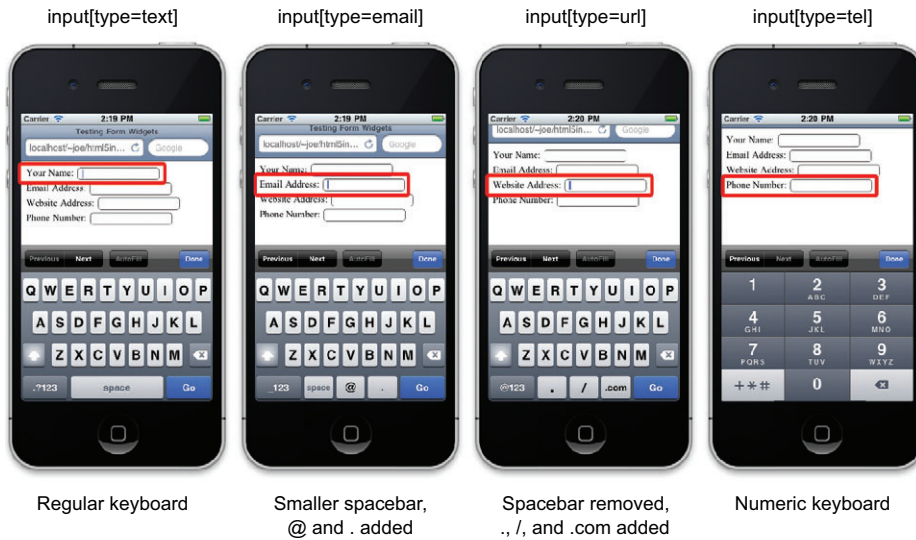 input[type=text]
input[type=email]
input[type=url]
input[type=tel]
Carrier 2:19 PM
Testing Form Widgets
localhost/~joe/html5in... Google
Your Name:
Email Address:
Website Address:
Phone Number:
Previous Next AutoFill Done
Q W E R T Y U I O P
A S D F G H J K L
Z X C V B N M
.?123 space Go
Carrier 2:19 PM
Testing Form Widgets
localhost/~joe/html5in... Google
Your Name:
Email Address:
Website Address:
Phone Number:
Previous Next AutoFill Done
Q W E R T Y U I O P
A S D F G H J K L
Z X C V B N M
_123 space @ . Go
Carrier 2:20 PM
localhost/~joe/html5in... Google
Your Name:
Email Address:
Website Address:
Phone Number:
Previous Next AutoFill Done
Q W E R T Y U I O P
A S D F G H J K L
Z X C V B N M
@123 . / .com Go
Carrier 2:20 PM
Your Name:
Email Address:
Website Address:
Phone Number:
Previous Next AutoFill Done
1 2 3
ABC DEF
4 5 6
GHI JKL MNO
7 8 9
PQRS TUV WXYZ
+*# 0
Regular keyboard
Smaller spacebar,
@ and . added
Spacebar removed,
., /, and .com added
Numeric keyboard